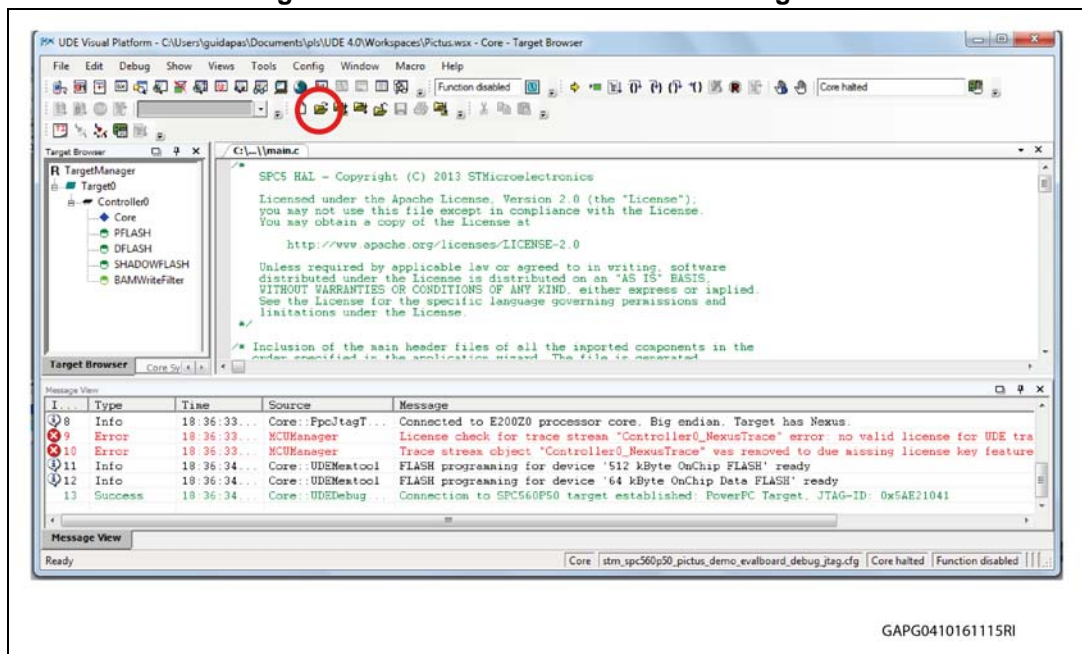 UDE Visual Platform - C:\Users\guidapas\Documents\pls\UDE 4.0\Workspaces\Pictus.wsx - Core - Target Browser
File Edit Debug Show Views Tools Config Window Macro Help
Function disabled
Core halted
Target Browser
C:\...\\main.c
R TargetManager
Target0
Controller0
Core
PFLASH
DFLASH
SHADOWFLASH
BAMWriteFilter
/*
SPC5 HAL - Copyright (C) 2013 STMicroelectronics
Licensed under the Apache License, Version 2.0 (the "License");
you may not use this file except in compliance with the License.
You may obtain a copy of the License at
http://www.apache.org/licenses/LICENSE-2.0
Unless required by applicable law or agreed to in writing, software
distributed under the License is distributed on an "AS IS" BASIS,
WITHOUT WARRANTIES OR CONDITIONS OF ANY KIND, either express or implied.
See the License for the specific language governing permissions and
limitations under the License.
*/
/* Inclusion of the main header files of all the imported components in the
order specified in the application wizard. The file is generated
Target Browser Core Sy
Message View
I... Type Time Source Message
8 Info 18:36:33... Core::PpcJtagT... Connected to E200Z0 processor core. Big endian. Target has Nexus.
9 Error 18:36:33... MCUManager License check for trace stream "Controller0_NexusTrace" error: no valid license for UDE tra
10 Error 18:36:33... MCUManager Trace stream object "Controller0_NexusTrace" was removed to due missing license key feature
11 Info 18:36:34... Core::UDEMemtool FLASH programming for device '512 kByte OnChip FLASH' ready
12 Info 18:36:34... Core::UDEMemtool FLASH programming for device '64 kByte OnChip Data FLASH' ready
13 Success 18:36:34... Core::UDEDebug... Connection to SPC560P50 target established: PowerPC Target, JTAG-ID: 0x5AE21041
Message View
Ready
Core stm_spc560p50_pictus_demo_evalboard_debug_jtag.cfg Core halted Function disabled
GAPG0410161115RI